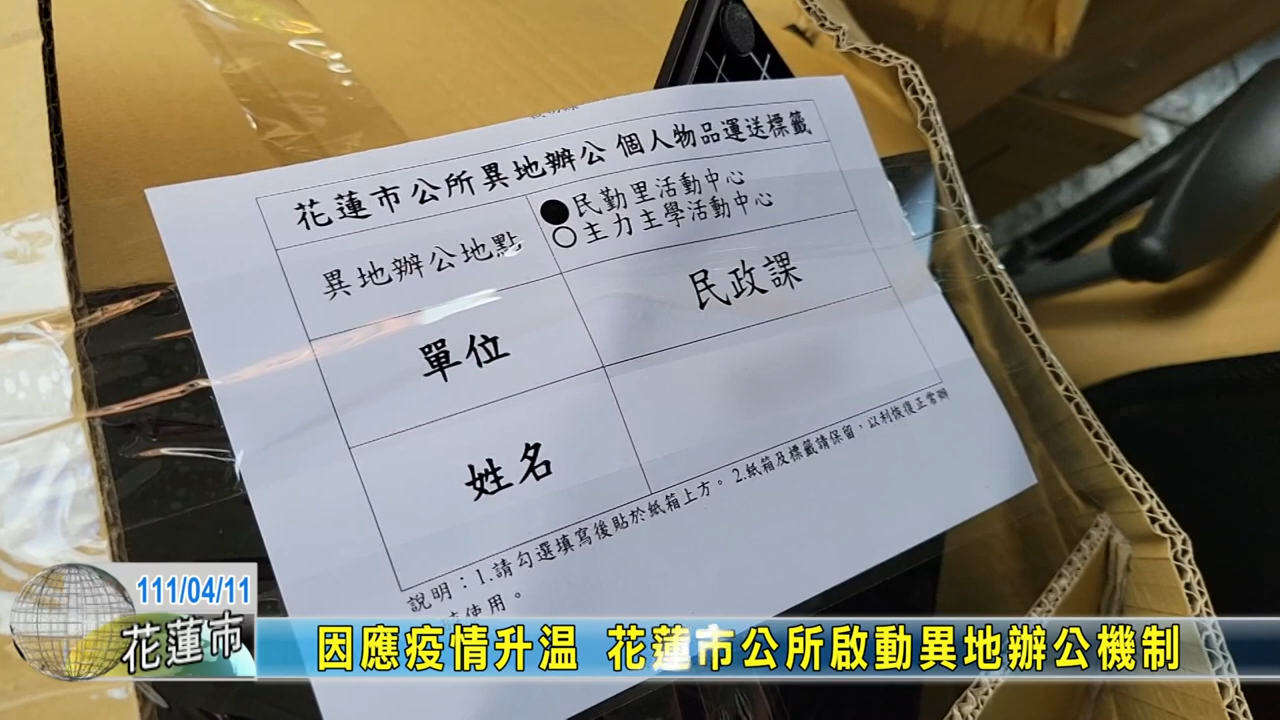 花蓮市公所異地辦公 個人物品運送標籤
異地辦公地點
●民勤里活動中心
○主力主學活動中心
單位
民政課
姓名
說明：1.請勾選填寫後貼於紙箱上方。2.紙箱及標籤請保留，以利恢復正常辦
使用。
111/04/11
花蓮市
因應疫情升溫 花蓮市公所啟動異地辦公機制